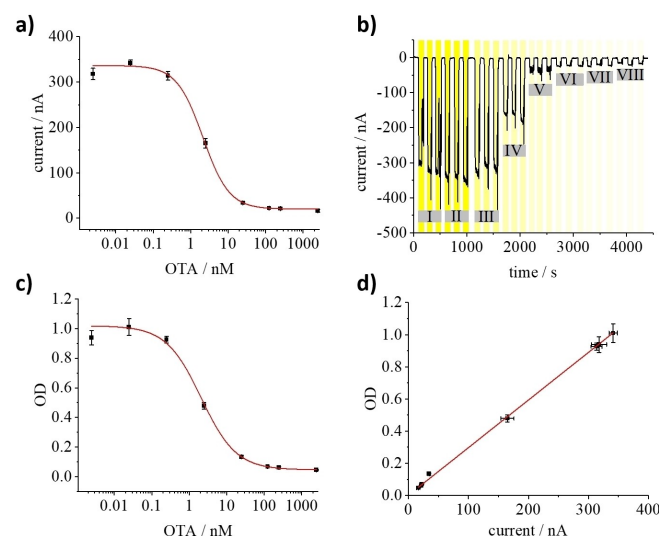 a)
400
300
200
100
0
current / nA
0.01 0.1 1 10 100 1000
OTA / nM
b)
0
-100
-200
-300
-400
-500
current / nA
I II III IV V VI VII VIII
0 1000 2000 3000 4000
time / s
c)
1.2
1.0
0.8
0.6
0.4
0.2
0.0
OD
0.01 0.1 1 10 100 1000
OTA / nM
d)
1.2
1.0
0.8
0.6
0.4
0.2
0.0
OD
0 100 200 300 400
current / nA